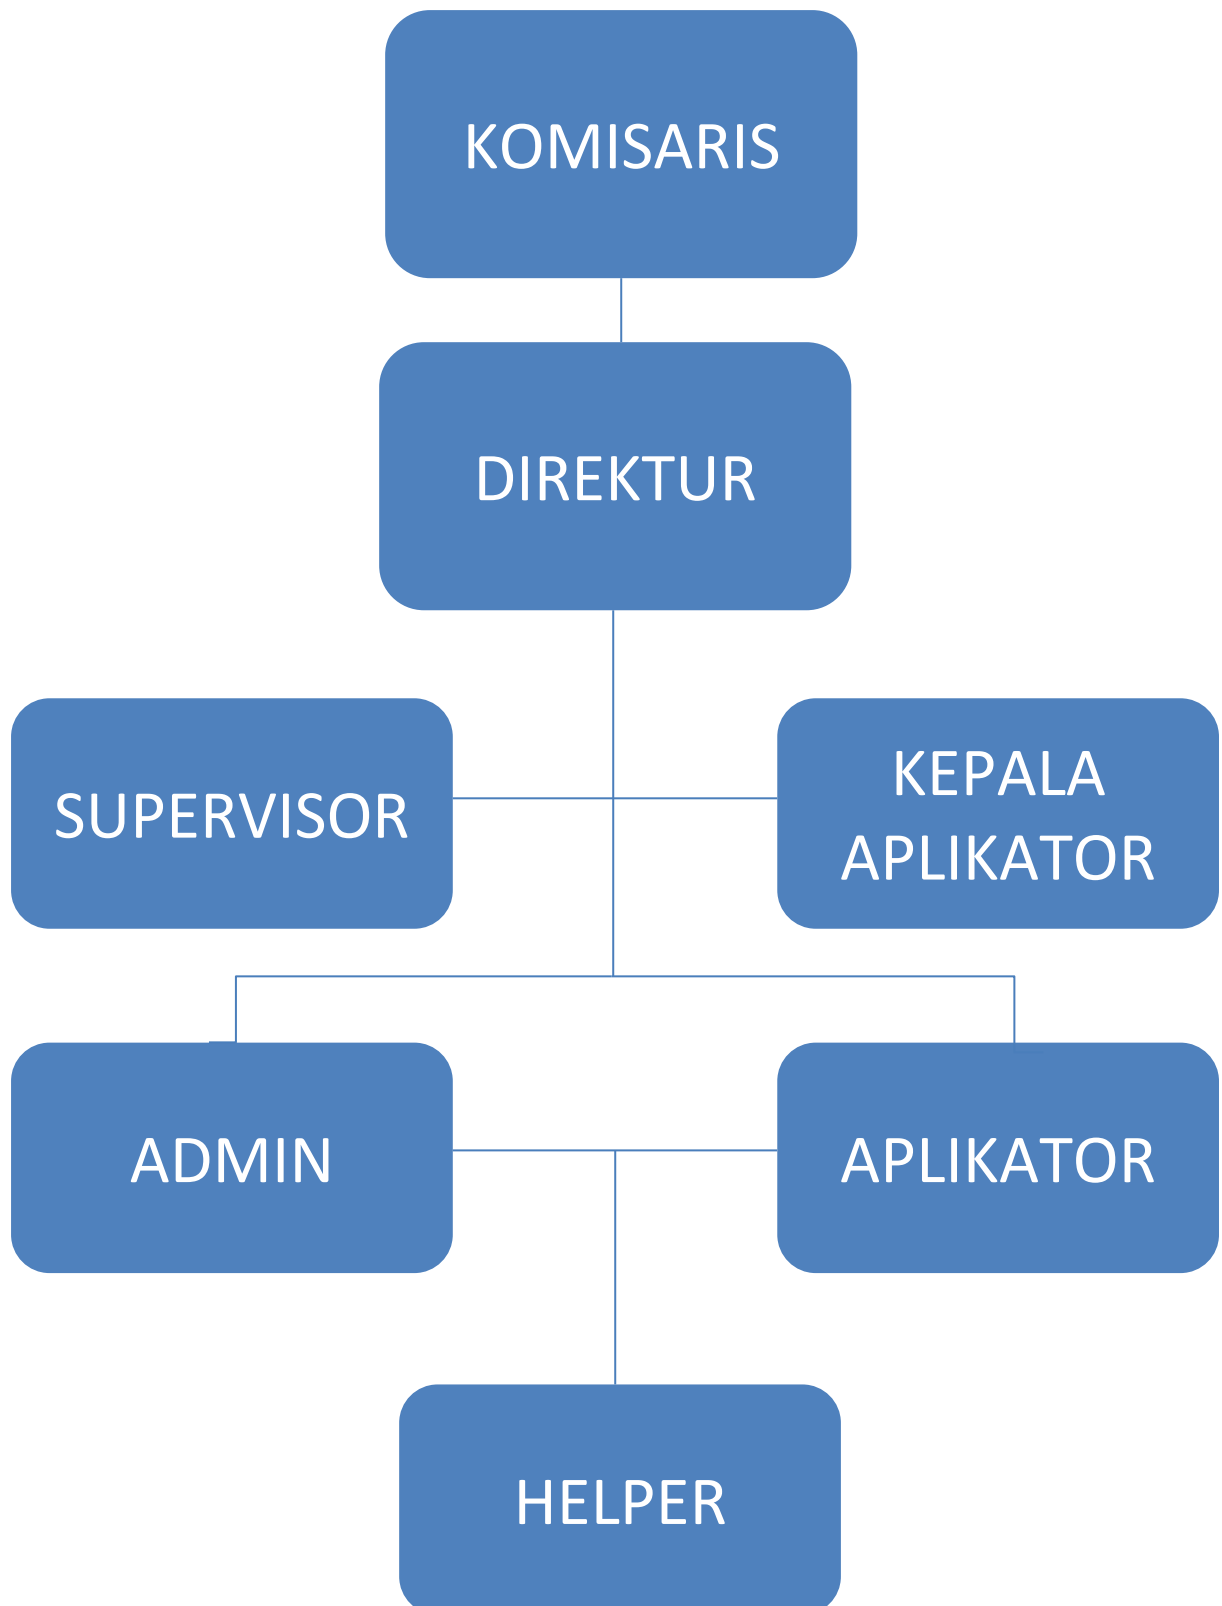 KOMISARIS
DIREKTUR
SUPERVISOR
KEPALA
APLIKATOR
ADMIN
APLIKATOR
HELPER